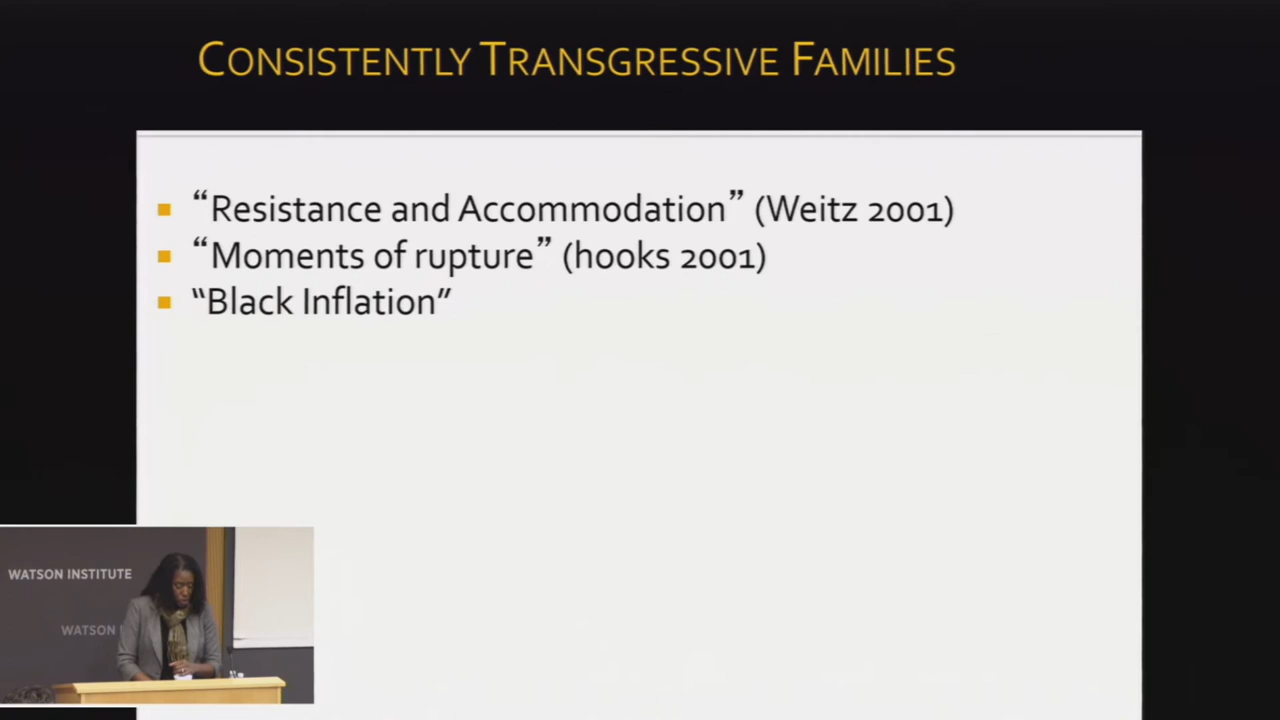 CONSISTENTLY TRANSGRESSIVE FAMILIES
“Resistance and Accommodation” (Weitz 2001)
“Moments of rupture” (hooks 2001)
“Black Inflation”
WATSON INSTITUTE
WATSON